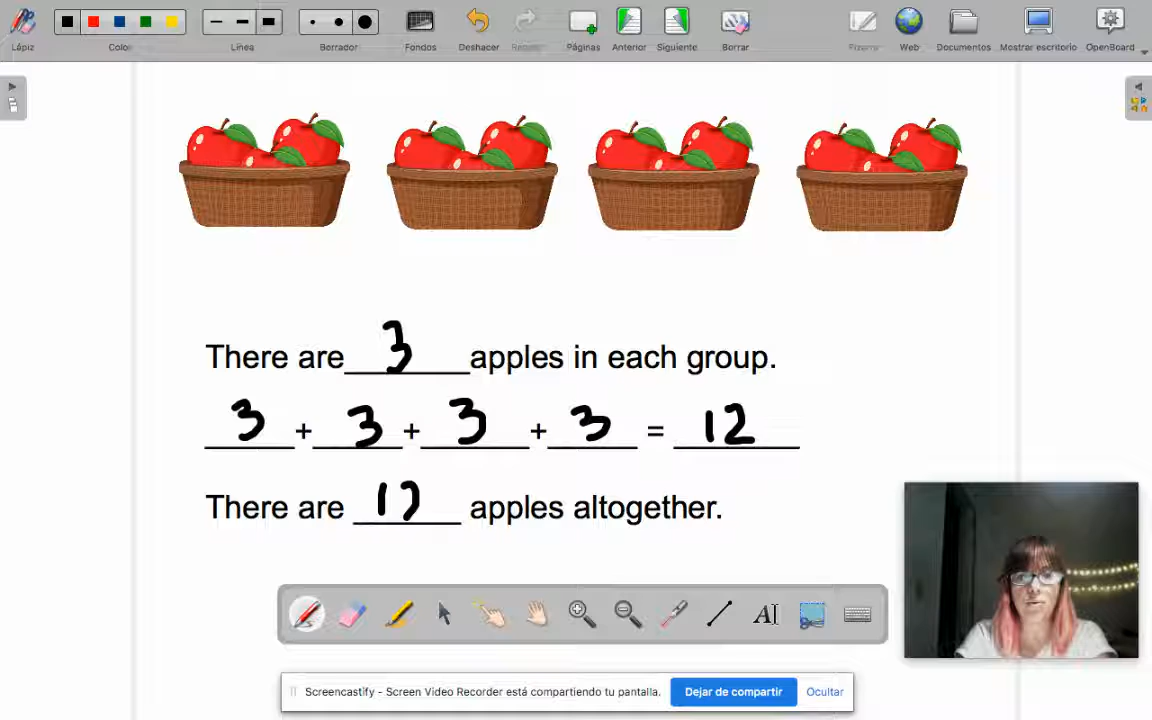 Lápiz Color Línea Borrador Fondos Deshacer Páginas Anterior Siguiente Borrar Pizarra Web Documentos Mostrar escritorio OpenBoard
There are 3 apples in each group.
3 + 3 + 3 + 3 = 12
There are apples altogether.
Screencastify - Screen Video Recorder está compartiendo tu pantalla. Dejar de compartir Ocultar